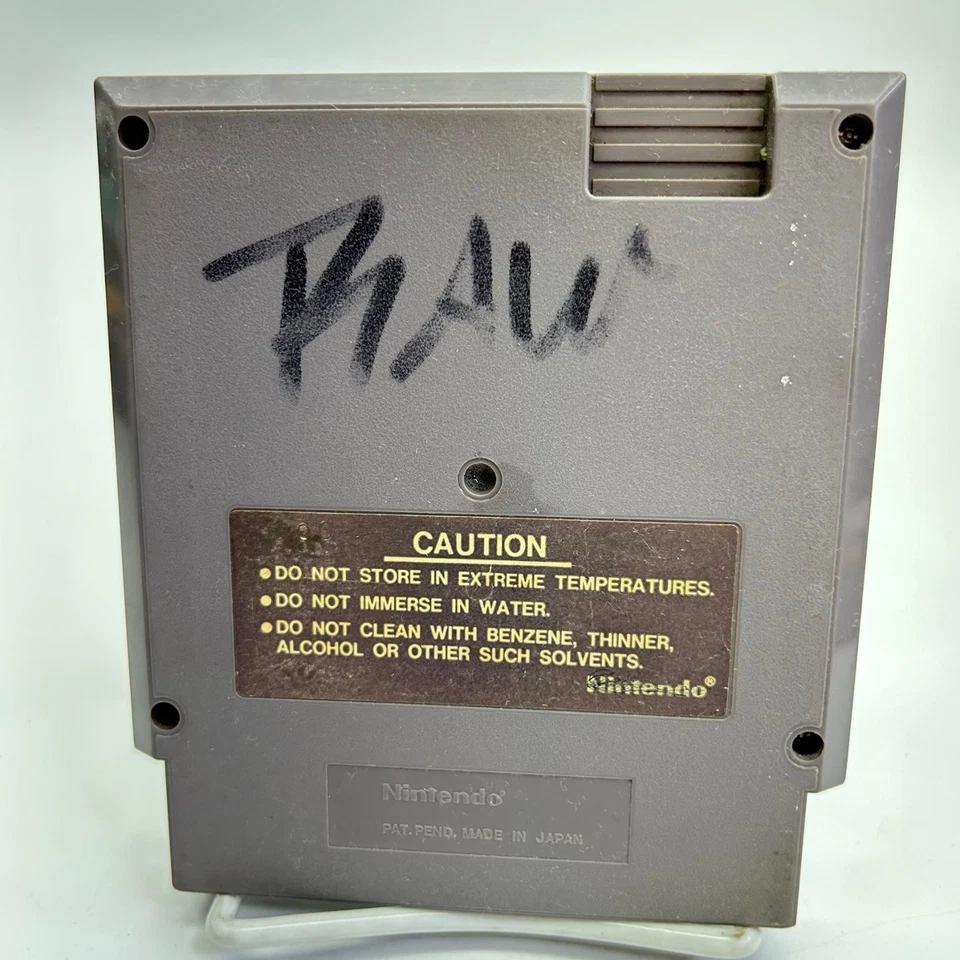 CAUTION
•DO NOT STORE IN EXTREME TEMPERATURES.
•DO NOT IMMERSE IN WATER.
•DO NOT CLEAN WITH BENZENE, THINNER,
ALCOHOL OR OTHER SUCH SOLVENTS.
Nintendo®
Nintendo®
PAT. PEND. MADE IN JAPAN